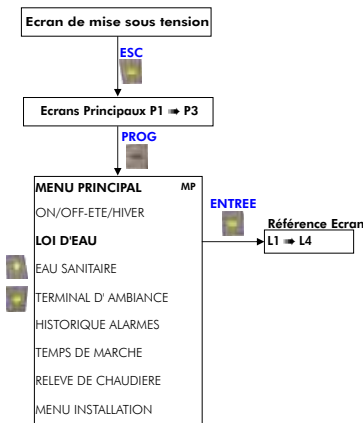 Ecran de mise sous tension
ESC
Ecrans Principaux P1 ➠ P3
PROG
MENU PRINCIPAL MP
ON/OFF-ETE/HIVER
ENTREE
Référence Ecran
LOI D'EAU
L1 ➠ L4
EAU SANITAIRE
TERMINAL D' AMBIANCE
HISTORIQUE ALARMES
TEMPS DE MARCHE
RELEVE DE CHAUDIERE
MENU INSTALLATION